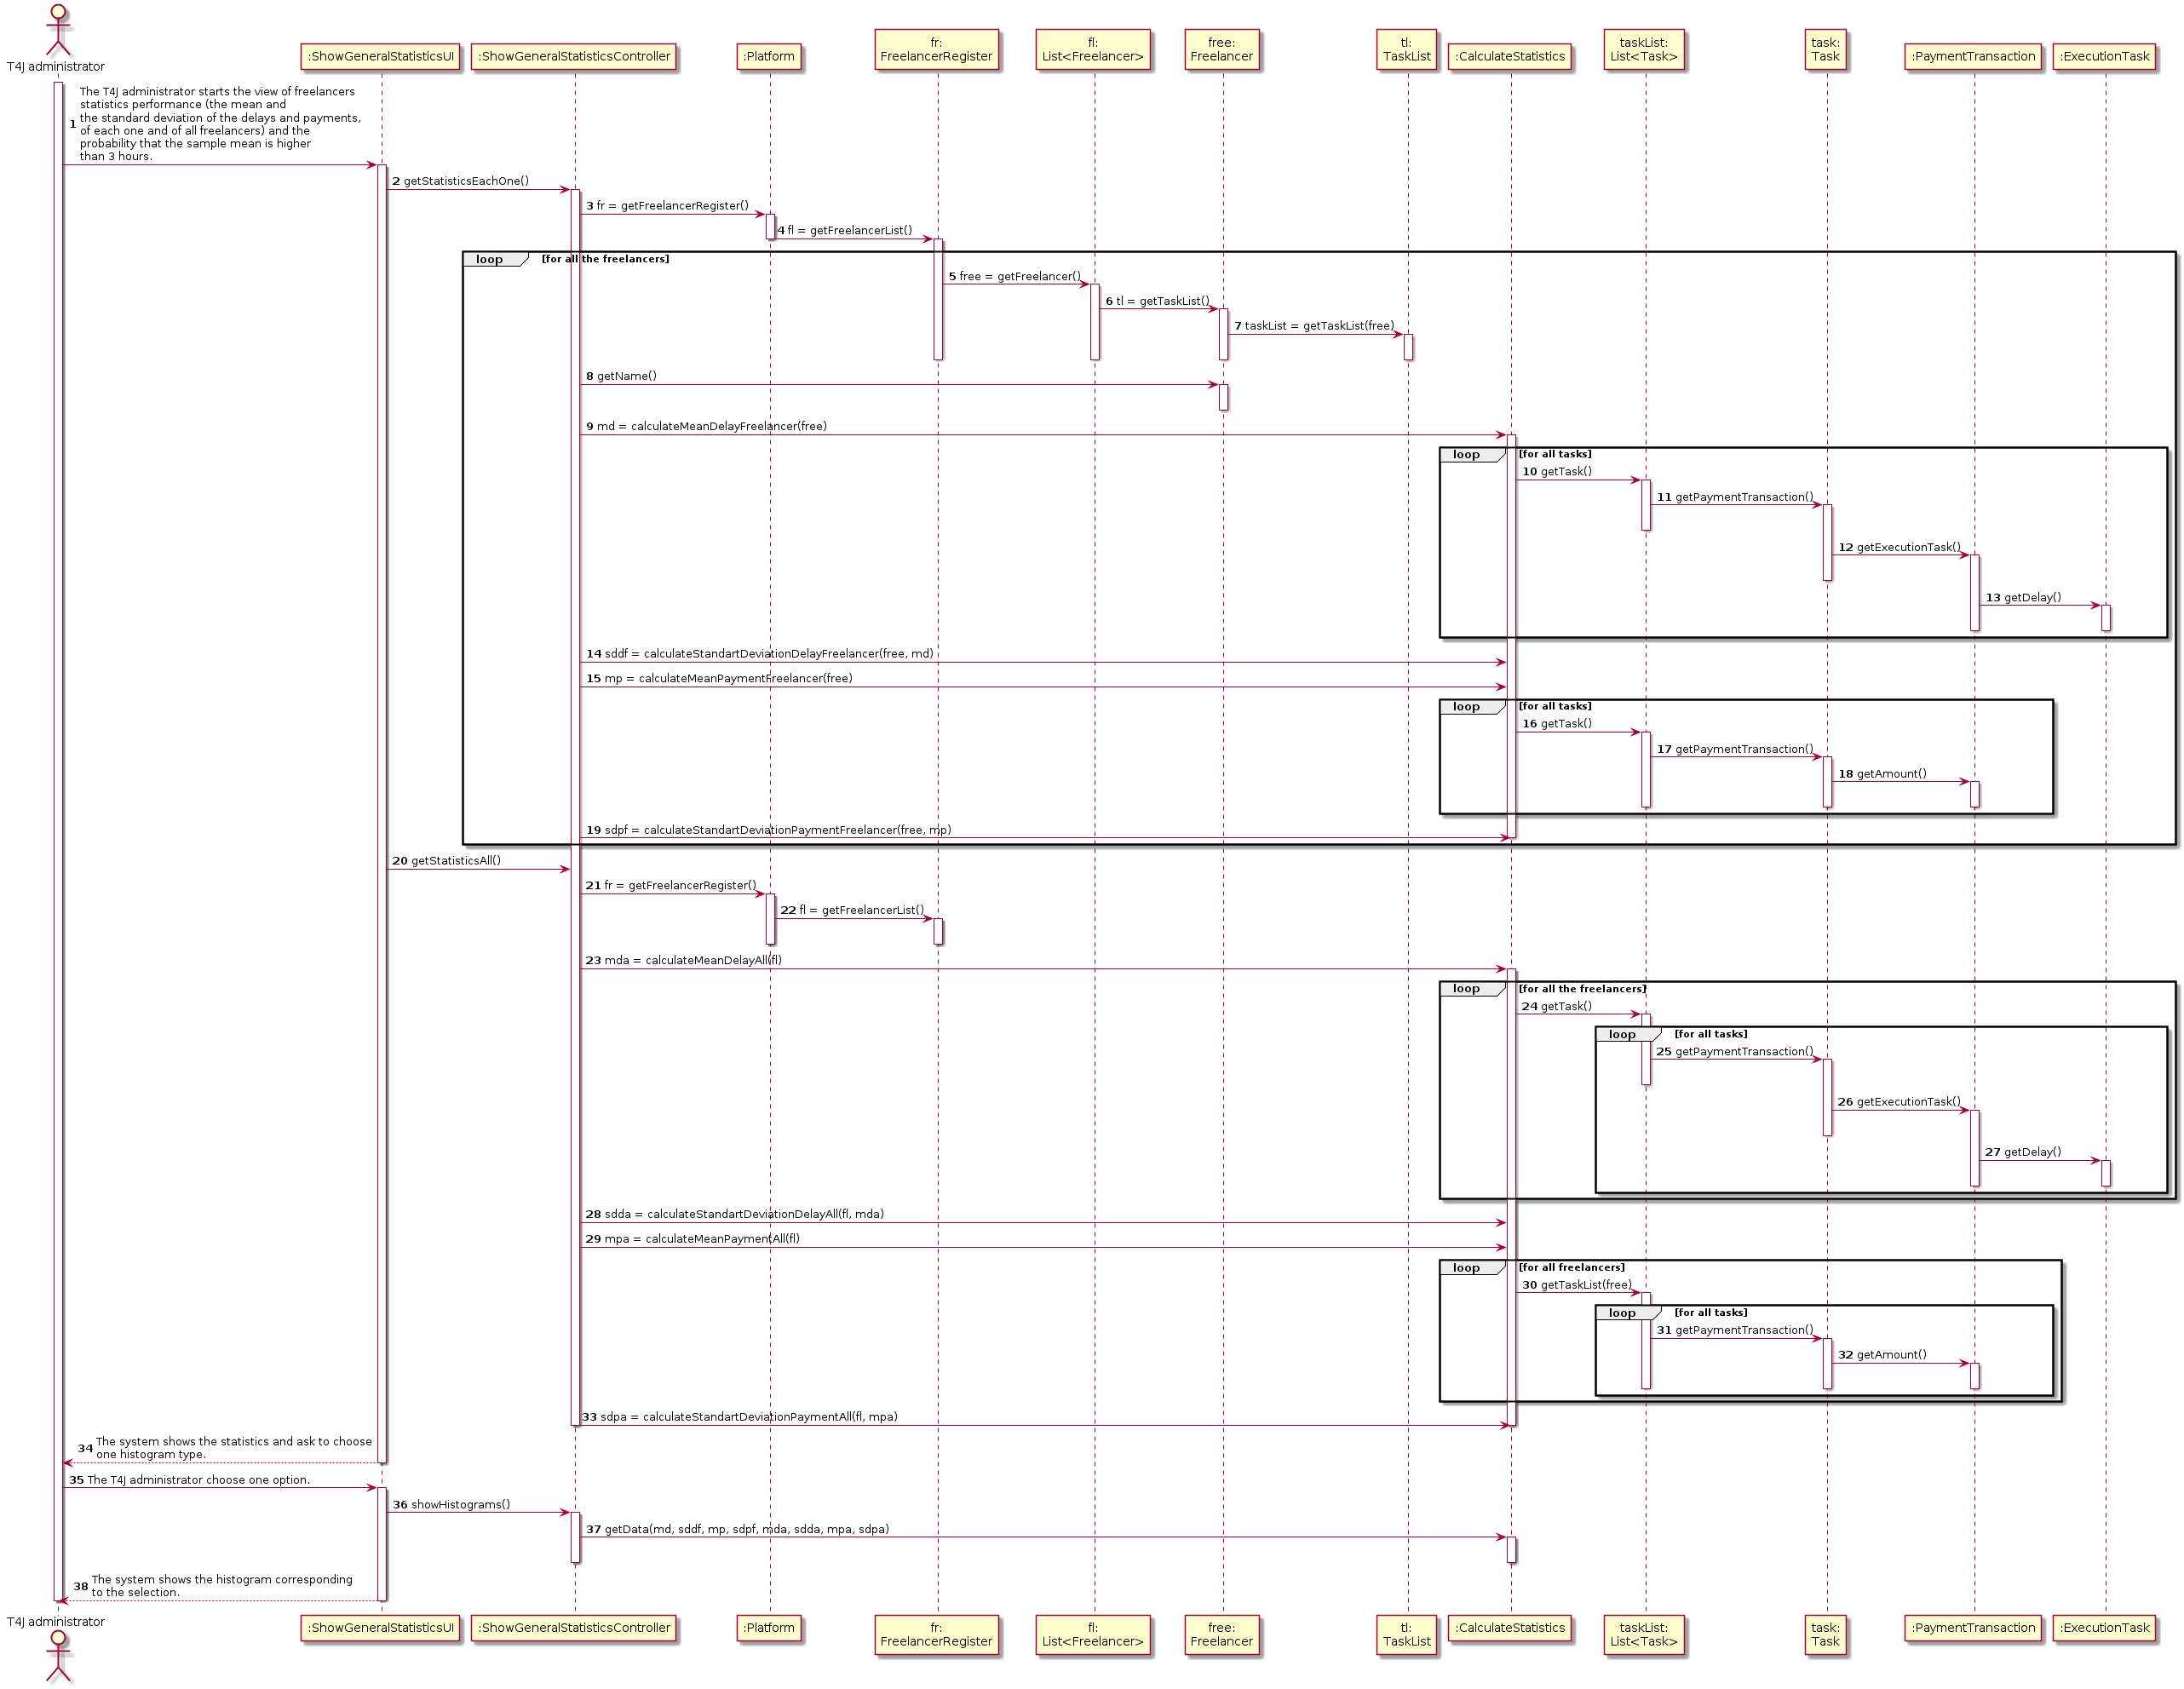 T4J administrator
:ShowGeneralStatisticsUI
:ShowGeneralStatisticsController
:Platform
fr:
FreelancerRegister
fl:
List<Freelancer>
free:
Freelancer
tl:
TaskList
:CalculateStatistics
taskList:
List<Task>
task:
Task
:PaymentTransaction
:ExecutionTask
1 The T4J administrator starts the view of freelancers
statistics performance (the mean and
the standard deviation of the delays and payments,
of each one and of all freelancers) and the
probability that the sample mean is higher
than 3 hours.
2 getStatisticsEachOne()
3 fr = getFreelancerRegister()
4 fl = getFreelancerList()
loop [for all the freelancers]
5 free = getFreelancer()
6 tl = getTaskList()
7 taskList = getTaskList(free)
8 getName()
9 md = calculateMeanDelayFreelancer(free)
loop [for all tasks]
10 getTask()
11 getPaymentTransaction()
12 getExecutionTask()
13 getDelay()
14 sddf = calculateStandartDeviationDelayFreelancer(free, md)
15 mp = calculateMeanPaymentFreelancer(free)
loop [for all tasks]
16 getTask()
17 getPaymentTransaction()
18 getAmount()
19 sdpf = calculateStandartDeviationPaymentFreelancer(free, mp)
20 getStatisticsAll()
21 fr = getFreelancerRegister()
22 fl = getFreelancerList()
23 mda = calculateMeanDelayAll(fl)
loop [for all the freelancers]
24 getTask()
loop [for all tasks]
25 getPaymentTransaction()
26 getExecutionTask()
27 getDelay()
28 sdda = calculateStandartDeviationDelayAll(fl, mda)
29 mpa = calculateMeanPaymentAll(fl)
loop [for all freelancers]
30 getTaskList(free)
loop [for all tasks]
31 getPaymentTransaction()
32 getAmount()
33 sdpa = calculateStandartDeviationPaymentAll(fl, mpa)
34 The system shows the statistics and ask to choose
one histogram type.
35 The T4J administrator choose one option.
36 showHistograms()
37 getData(md, sddf, mp, sdpf, mda, sdda, mpa, sdpa)
38 The system shows the histogram corresponding
to the selection.
T4J administrator
:ShowGeneralStatisticsUI
:ShowGeneralStatisticsController
:Platform
fr:
FreelancerRegister
fl:
List<Freelancer>
free:
Freelancer
tl:
TaskList
:CalculateStatistics
taskList:
List<Task>
task:
Task
:PaymentTransaction
:ExecutionTask